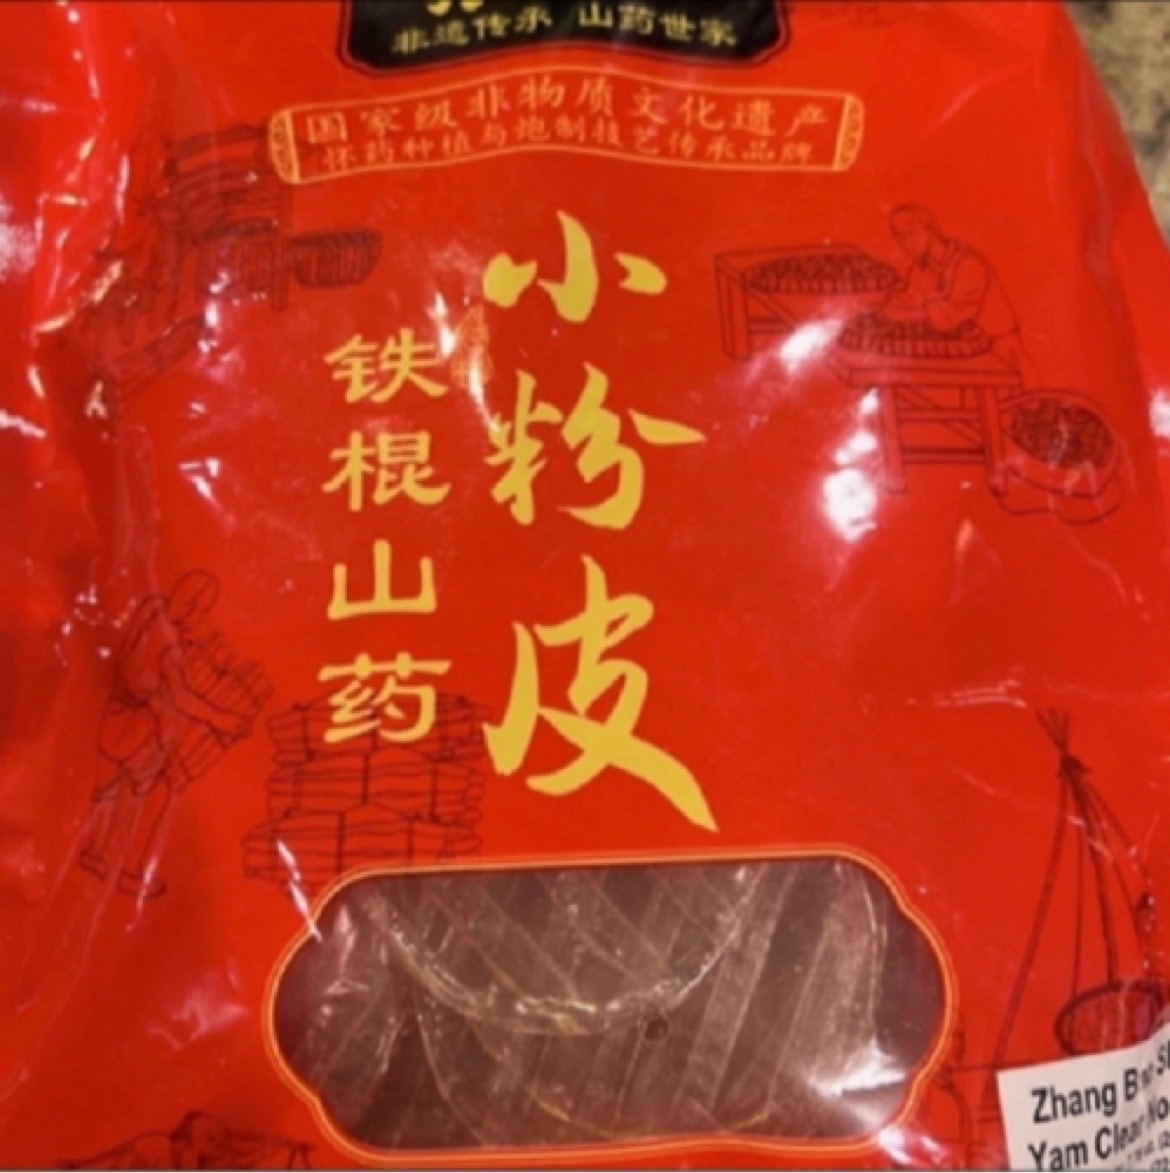 非遗传承 山药世家
国家级非物质文化遗产
怀药种植与炮制技艺传承品牌
小粉皮
铁棍山药
Zhang B
Yam Clear No